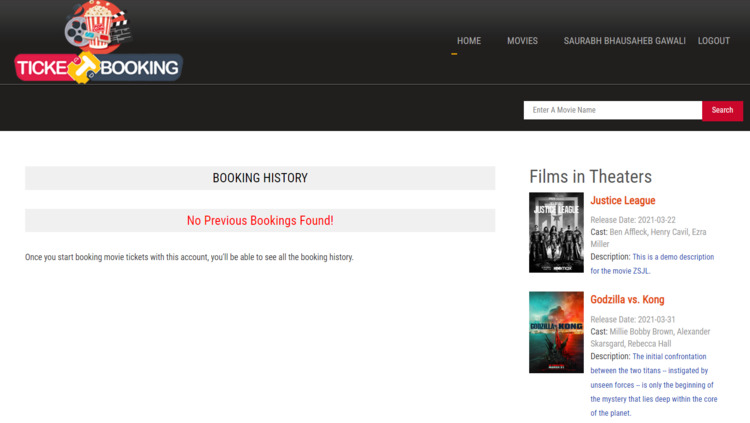 TICKET BOOKING
HOME MOVIES SAURABH BHAUSAHEB GAWALI LOGOUT
Enter A Movie Name Search
BOOKING HISTORY
No Previous Bookings Found!
Once you start booking movie tickets with this account, you'll be able to see all the booking history.
Films in Theaters
JUSTICE LEAGUE
Justice League
Release Date: 2021-03-22
Cast: Ben Affleck, Henry Cavil, Ezra
Miller
Description: This is a demo description
for the movie ZSJL.
GODZILLA VS KONG
Godzilla vs. Kong
Release Date: 2021-03-31
Cast: Millie Bobby Brown, Alexander
Skarsgard, Rebecca Hall
Description: The initial confrontation
between the two titans -- instigated by
unseen forces -- is only the beginning of
the mystery that lies deep within the core
of the planet.